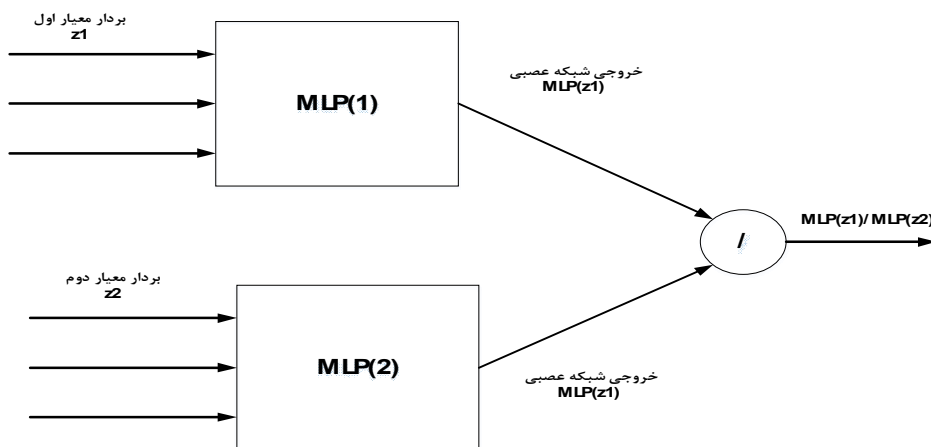 بردار معیار اول
z1
MLP(1)
خروجی شبکه عصبی
MLP(z1)
/
MLP(z1)/ MLP(z2)
بردار معیار دوم
z2
MLP(2)
خروجی شبکه عصبی
MLP(z1)